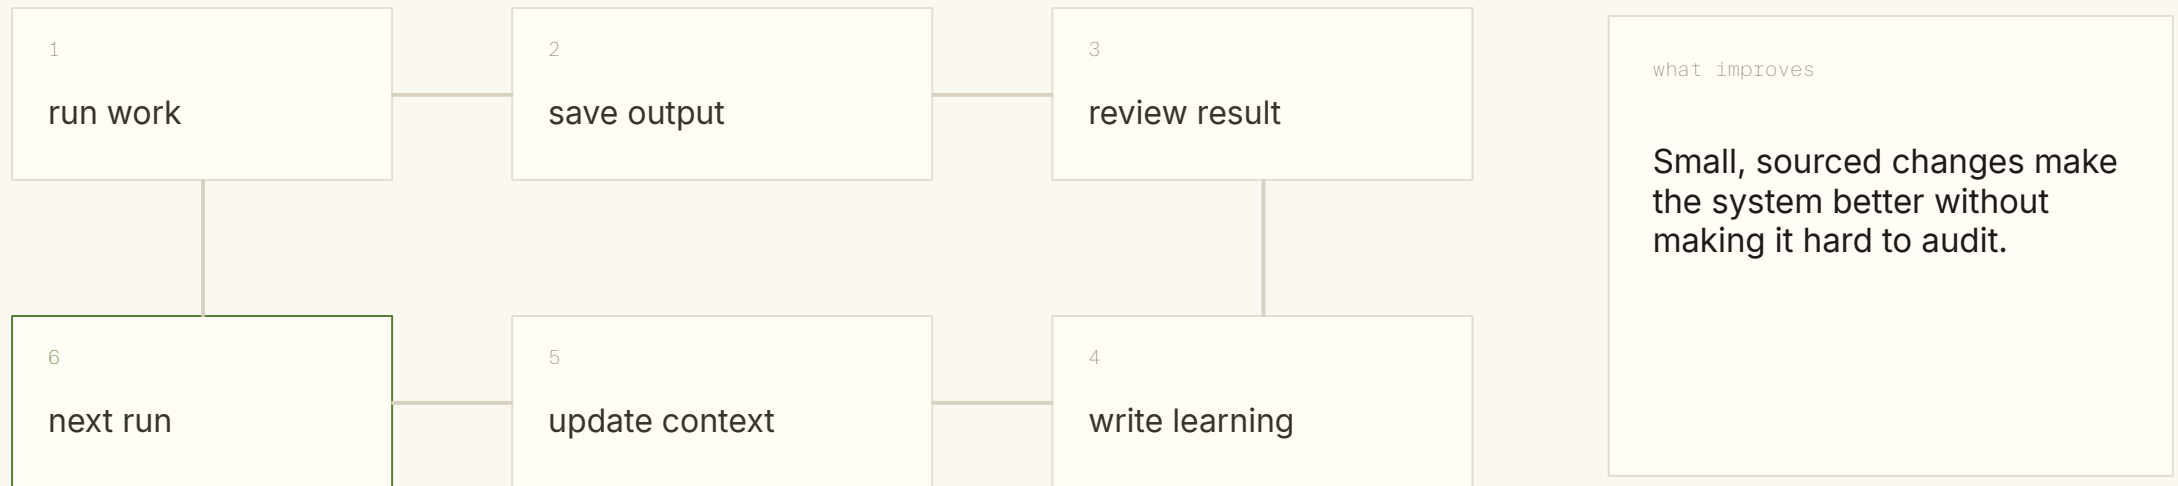 1
run work
2
save output
3
review result
6
next run
5
update context
4
write learning
what improves
Small, sourced changes make
the system better without
making it hard to audit.